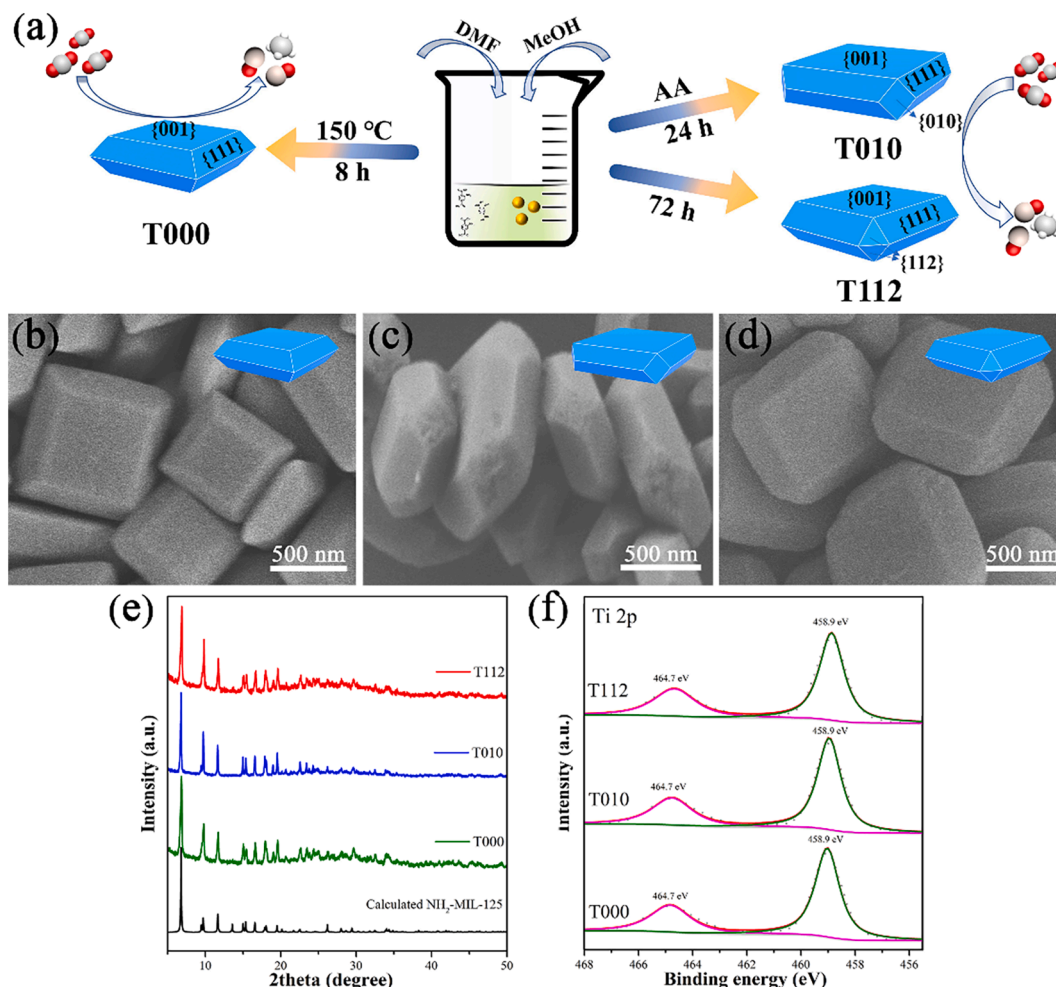 (a)
DMF
MeOH
{001}
{111}
T000
150 °C
8 h
AA
24 h
72 h
{001}
{111}
{010}
T010
{001}
{111}
{112}
T112
(b)
500 nm
(c)
500 nm
(d)
500 nm
(e)
Intensity (a.u.)
T112
T010
T000
Calculated NH₂-MIL-125
10
20
30
40
50
2theta (degree)
(f)
Ti 2p
Intensity (a.u.)
T112
464.7 eV
458.9 eV
T010
464.7 eV
458.9 eV
T000
464.7 eV
458.9 eV
468
466
464
462
460
458
456
Binding energy (eV)